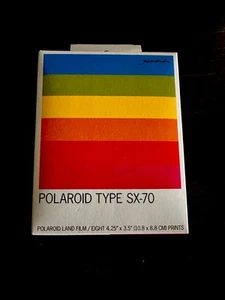 POLAROID TYPE SX-70
POLAROID LAND FILM / EIGHT 4.25" x 3.5" (10.8 x 8.8 CM) PRINTS